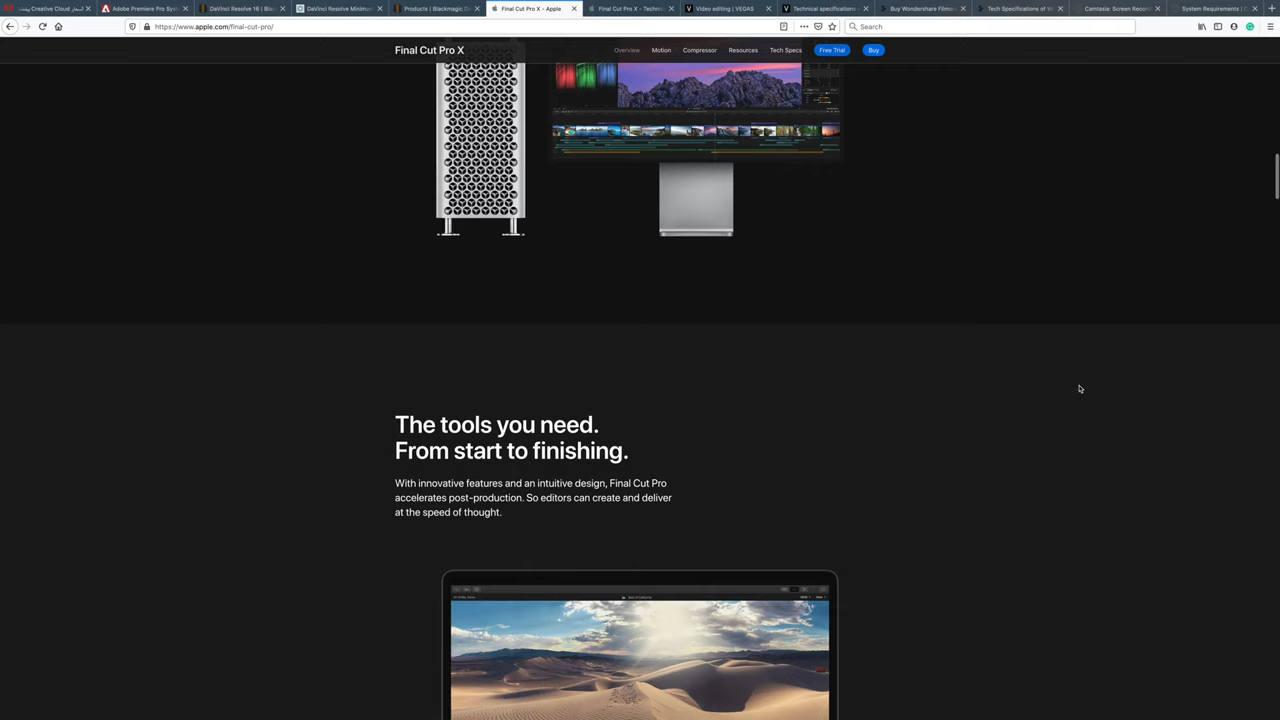 أسعار Creative Cloud
Adobe Premiere Pro Sys
DaVinci Resolve 16 | Bla
DaVinci Resolve Minimum
Products | Blackmagic D
Final Cut Pro X - Apple
Final Cut Pro X - Technic
Video editing | VEGAS
Technical specifications
Buy Wondershare Filmo
Tech Specifications of W
Camtasia: Screen Record
System Requirements | C
https://www.apple.com/final-cut-pro/
Search
Final Cut Pro X
Overview
Motion
Compressor
Resources
Tech Specs
Free Trial
Buy
The tools you need.
From start to finishing.
With innovative features and an intuitive design, Final Cut Pro
accelerates post-production. So editors can create and deliver
at the speed of thought.